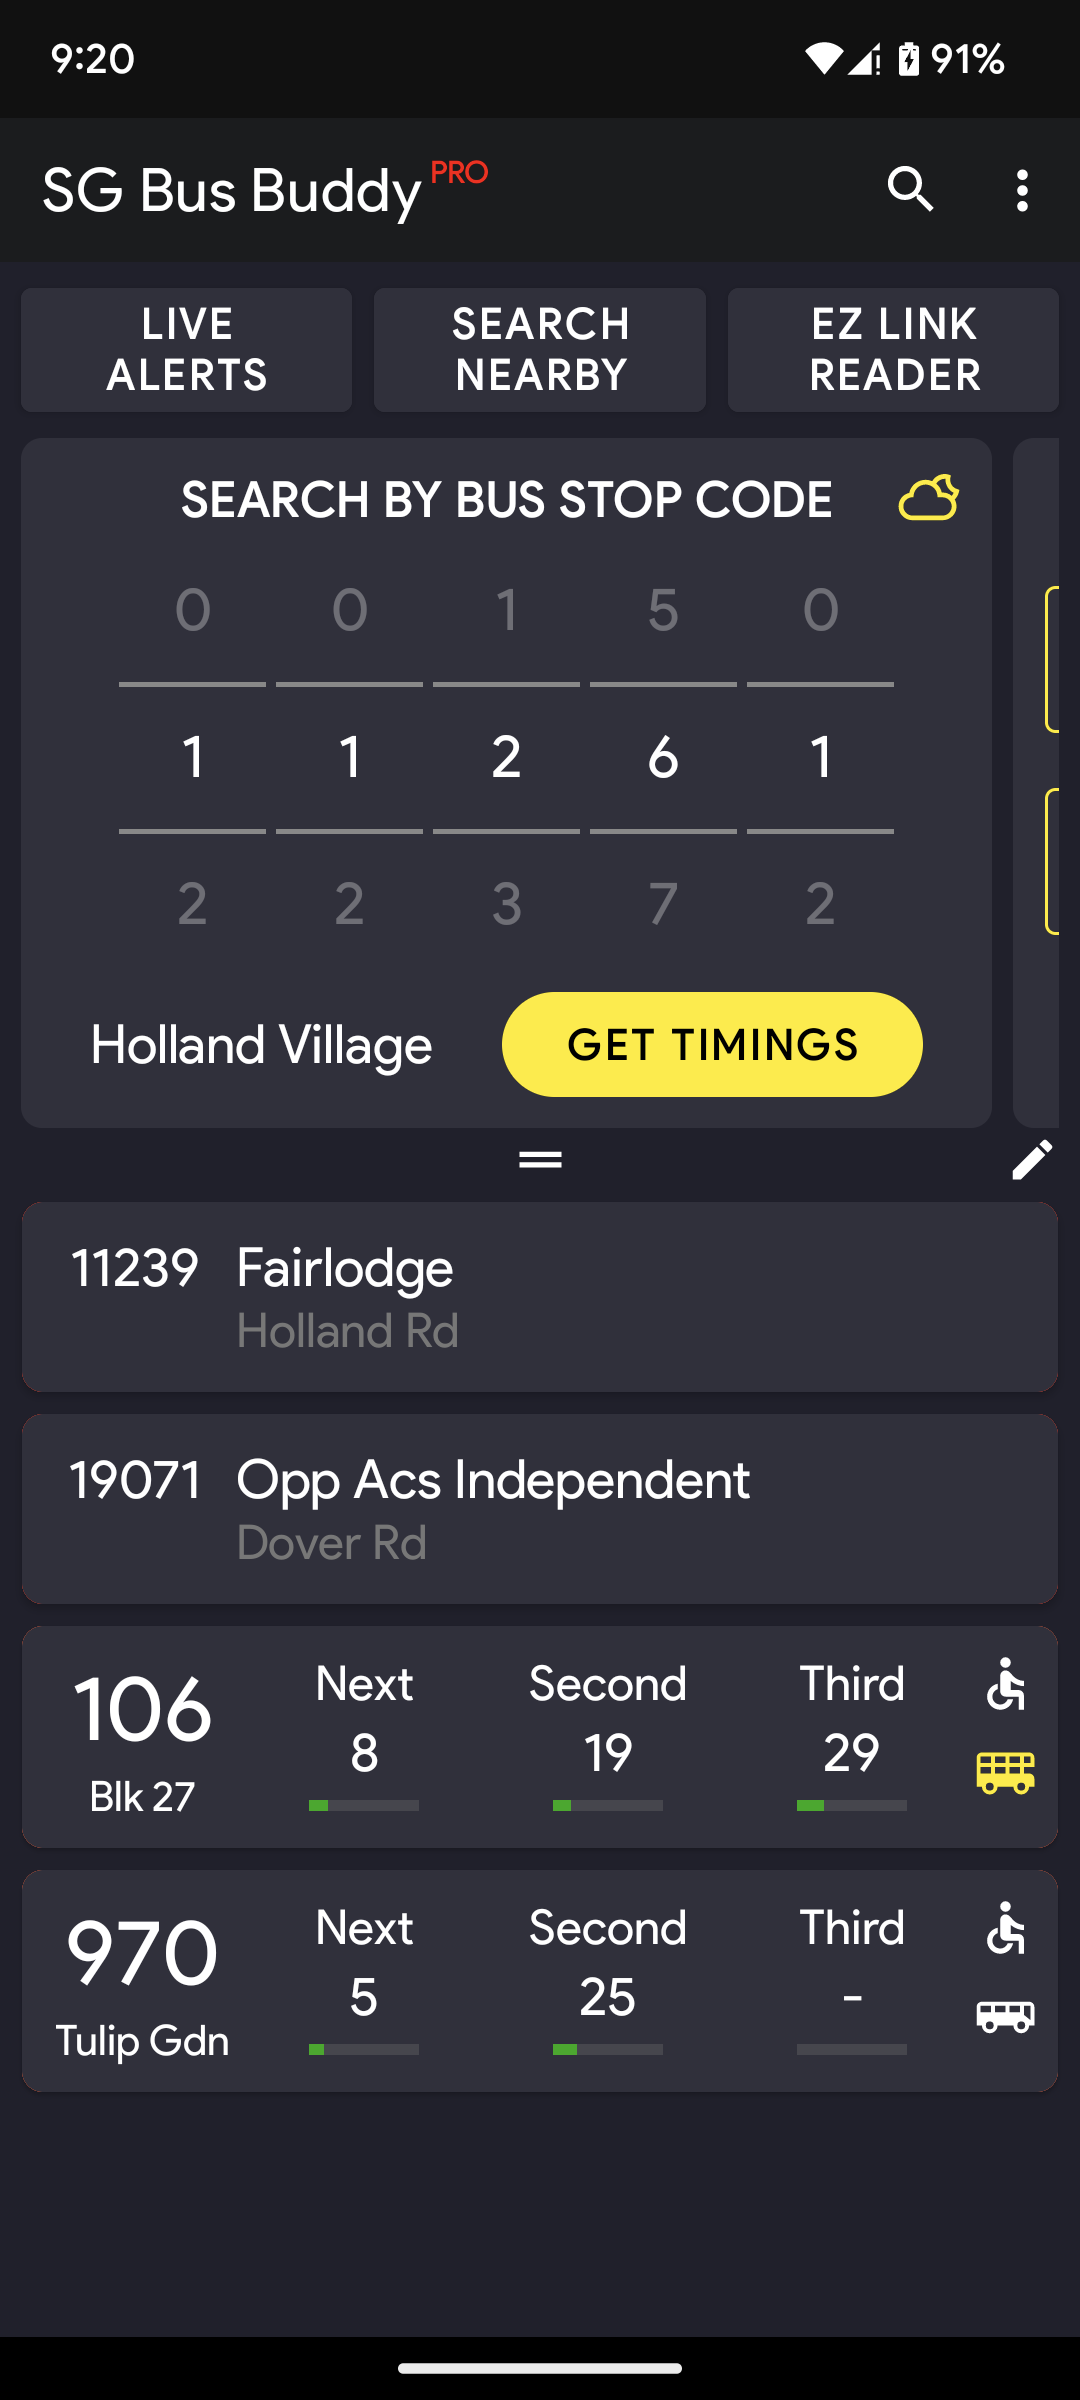 9:20
91%
SG Bus Buddy PRO
LIVE ALERTS
SEARCH NEARBY
EZ LINK READER
SEARCH BY BUS STOP CODE
0 0 1 5 0
1 1 2 6 1
2 2 3 7 2
Holland Village
GET TIMINGS
11239 Fairlodge
Holland Rd
19071 Opp Acs Independent
Dover Rd
106
Blk 27
Next Second Third
8 19 29
970
Tulip Gdn
Next Second Third
5 25 -